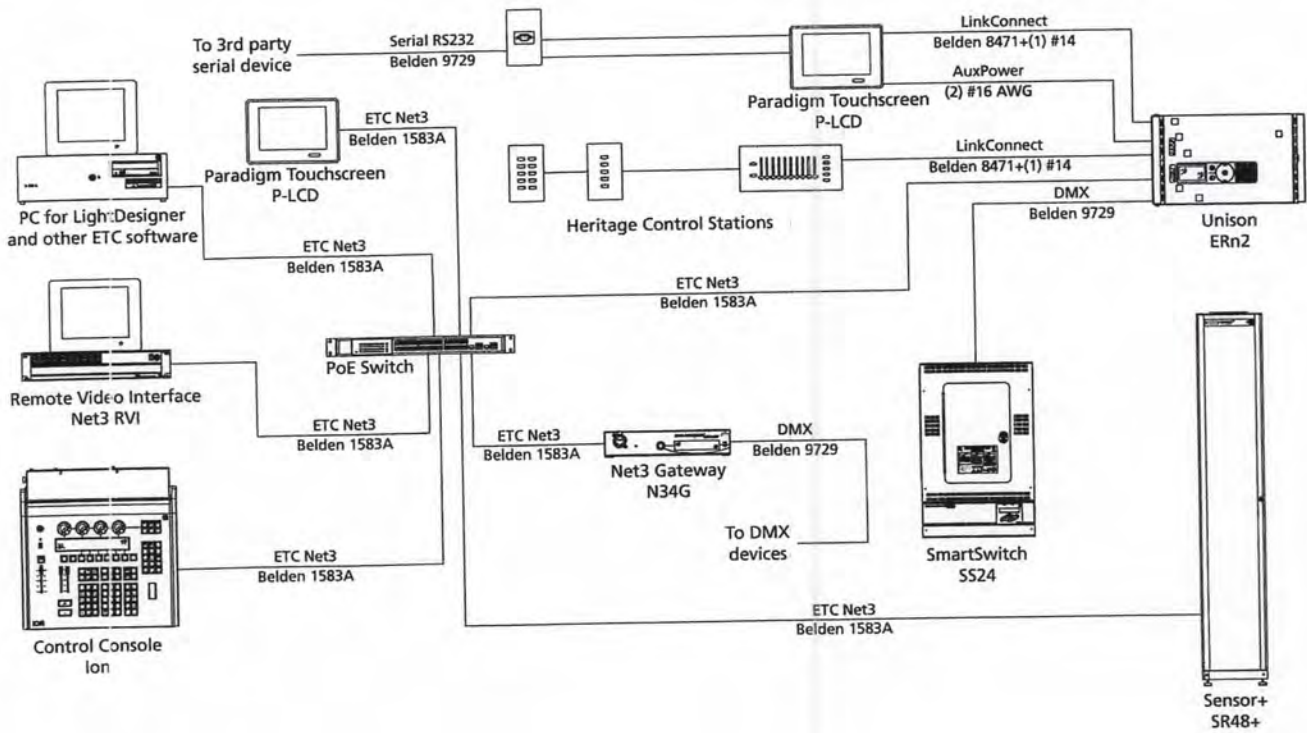 To 3rd party
serial device
Serial RS232
Belden 9729
LinkConnect
Belden 8471+(1) #14
AuxPower
(2) #16 AWG
Paradigm Touchscreen
P-LCD
ETC Net3
Belden 1583A
Paradigm Touchscreen
P-LCD
LinkConnect
Belden 8471+(1) #14
DMX
Belden 9729
Unison
ERn2
PC for LightDesigner
and other ETC software
Heritage Control Stations
ETC Net3
Belden 1583A
ETC Net3
Belden 1583A
PoE Switch
Remote Video Interface
Net3 RVI
ETC Net3
Belden 1583A
ETC Net3
Belden 1583A
DMX
Belden 9729
Net3 Gateway
N34G
To DMX
devices
SmartSwitch
SS24
ETC Net3
Belden 1583A
ETC Net3
Belden 1583A
Control Console
Ion
Sensor+
SR48+